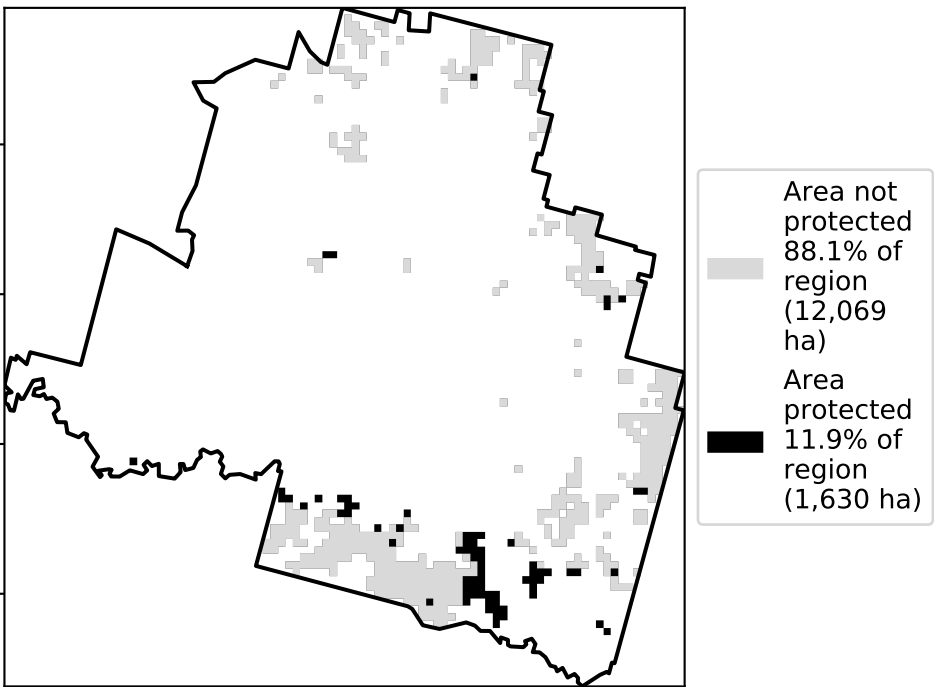 Area not
protected
88.1% of
region
(12,069
ha)
Area
protected
11.9% of
region
(1,630 ha)